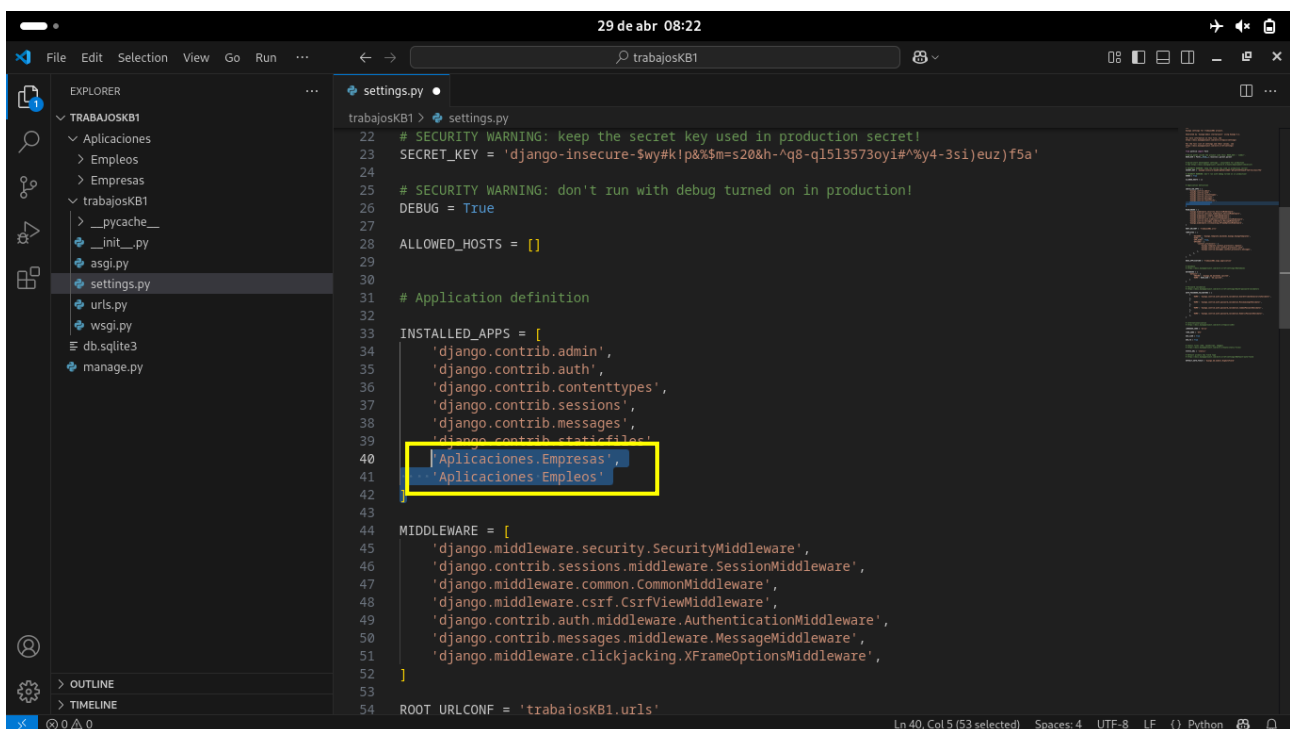 29 de abr 08:22
File Edit Selection View Go Run ···
trabajosKB1
EXPLORER ···
TRABAJOSKB1
Aplicaciones
Empleos
Empresas
trabajosKB1
__pycache__
__init__.py
asgi.py
settings.py
urls.py
wsgi.py
db.sqlite3
manage.py
OUTLINE
TIMELINE
1
settings.py ●
trabajosKB1 > settings.py
22 # SECURITY WARNING: keep the secret key used in production secret!
23 SECRET_KEY = 'django-insecure-$wy#k!p&%$m=s20&h-^q8-ql5l3573oyi#^%y4-3si)euz)f5a'
24
25 # SECURITY WARNING: don't run with debug turned on in production!
26 DEBUG = True
27
28 ALLOWED_HOSTS = []
29
30
31 # Application definition
32
33 INSTALLED_APPS = [
34 'django.contrib.admin',
35 'django.contrib.auth',
36 'django.contrib.contenttypes',
37 'django.contrib.sessions',
38 'django.contrib.messages',
39 'django.contrib.staticfiles'
40 'Aplicaciones.Empresas',
41 'Aplicaciones Empleos'
42 ]
43
44 MIDDLEWARE = [
45 'django.middleware.security.SecurityMiddleware',
46 'django.contrib.sessions.middleware.SessionMiddleware',
47 'django.middleware.common.CommonMiddleware',
48 'django.middleware.csrf.CsrfViewMiddleware',
49 'django.contrib.auth.middleware.AuthenticationMiddleware',
50 'django.contrib.messages.middleware.MessageMiddleware',
51 'django.middleware.clickjacking.XFrameOptionsMiddleware',
52 ]
53
54 ROOT_URLCONF = 'trabajosKB1.urls'
0 0 Ln 40, Col 5 (53 selected) Spaces: 4 UTF-8 LF {} Python